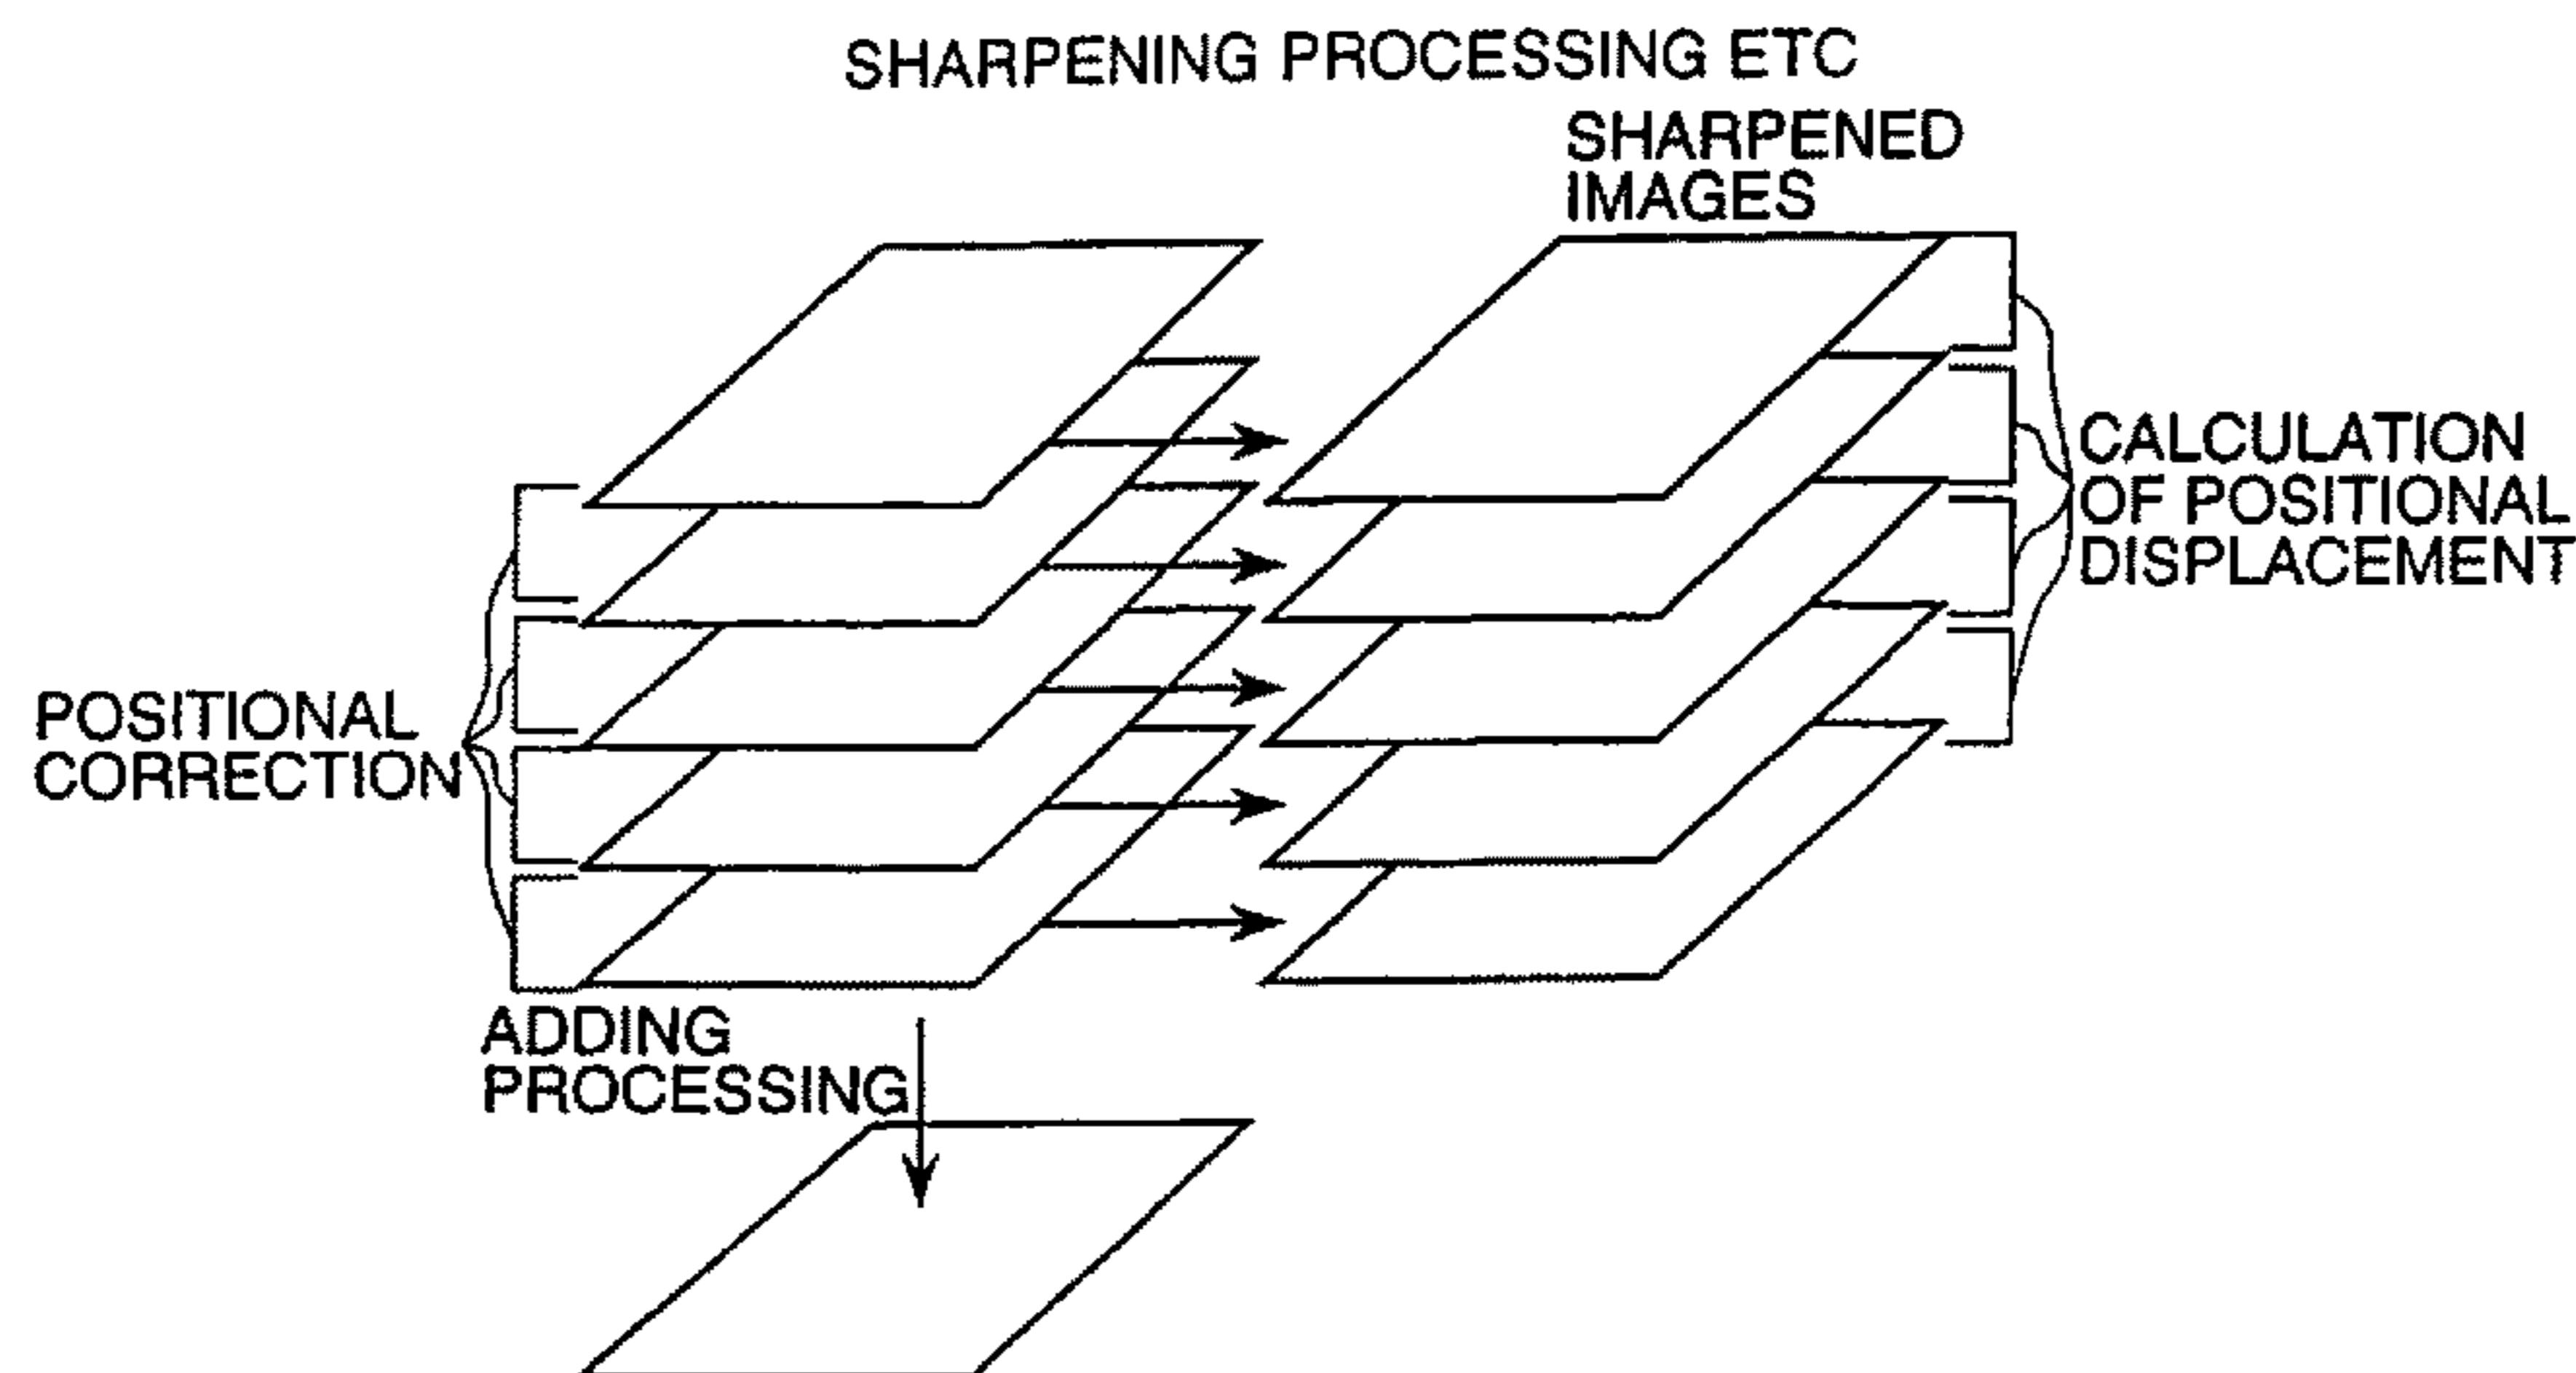 SHARPENING PROCESSING ETC
SHARPENED
IMAGES
CALCULATION
OF POSITIONAL
DISPLACEMENT
POSITIONAL
CORRECTION
ADDING
PROCESSING